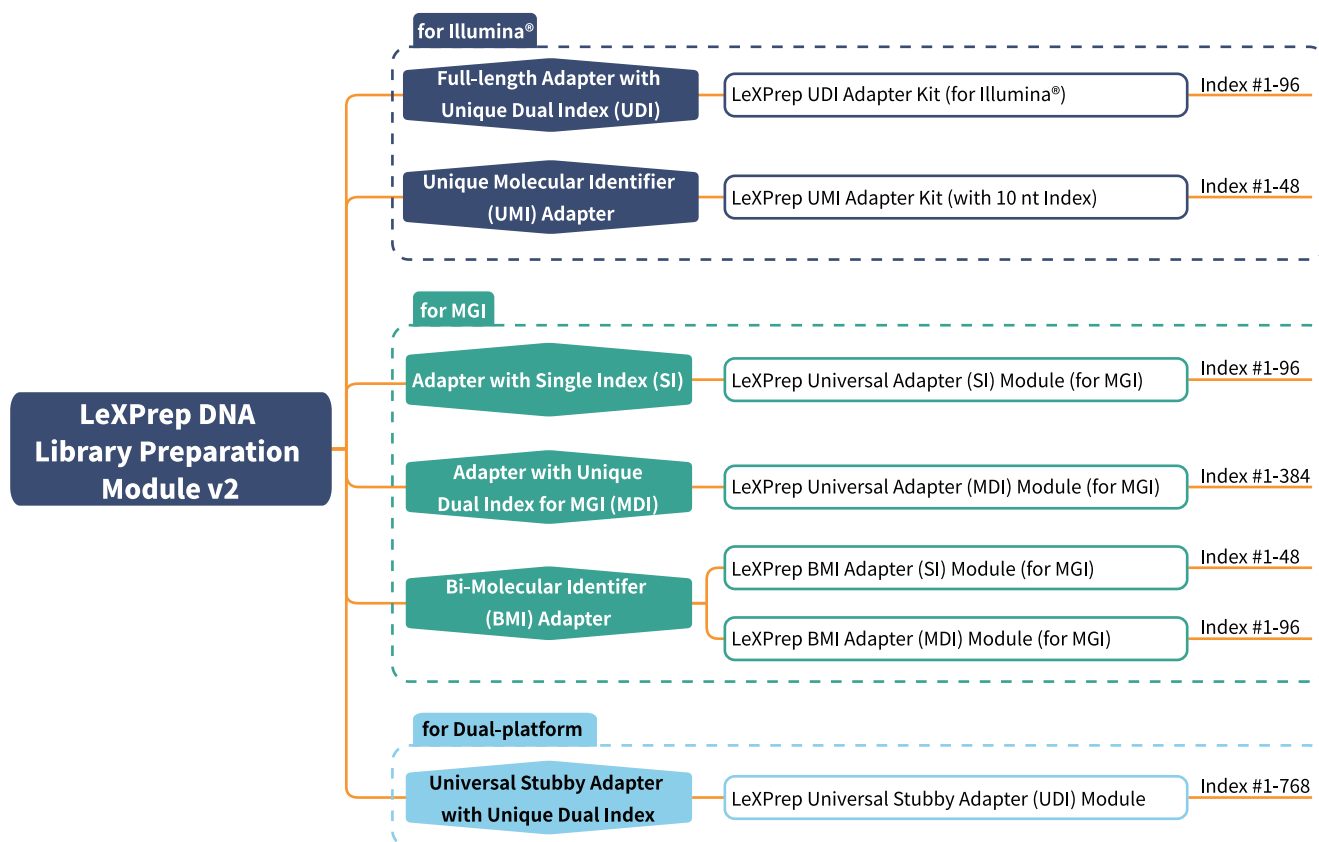 for Illumina®
Full-length Adapter with
Unique Dual Index (UDI)
LeXPrep UDI Adapter Kit (for Illumina®)
Index #1-96
Unique Molecular Identifier
(UMI) Adapter
LeXPrep UMI Adapter Kit (with 10 nt Index)
Index #1-48
for MGI
Adapter with Single Index (SI)
LeXPrep Universal Adapter (SI) Module (for MGI)
Index #1-96
LeXPrep DNA
Library Preparation
Module v2
Adapter with Unique
Dual Index for MGI (MDI)
LeXPrep Universal Adapter (MDI) Module (for MGI)
Index #1-384
Bi-Molecular Identifer
(BMI) Adapter
LeXPrep BMI Adapter (SI) Module (for MGI)
Index #1-48
LeXPrep BMI Adapter (MDI) Module (for MGI)
Index #1-96
for Dual-platform
Universal Stubby Adapter
with Unique Dual Index
LeXPrep Universal Stubby Adapter (UDI) Module
Index #1-768